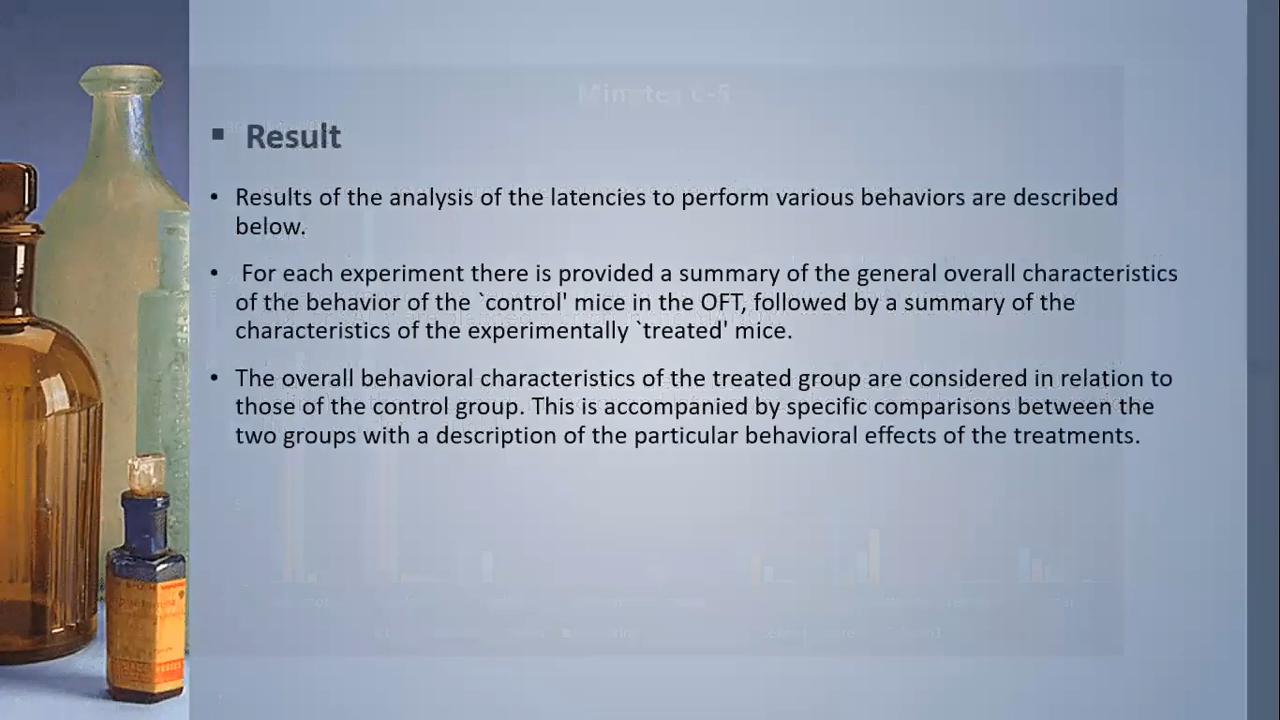 Minutes 0-5
▪ Result
• Results of the analysis of the latencies to perform various behaviors are described
below.
• For each experiment there is provided a summary of the general overall characteristics
of the behavior of the `control' mice in the OFT, followed by a summary of the
characteristics of the experimentally `treated' mice.
• The overall behavioral characteristics of the treated group are considered in relation to
those of the control group. This is accompanied by specific comparisons between the
two groups with a description of the particular behavioral effects of the treatments.